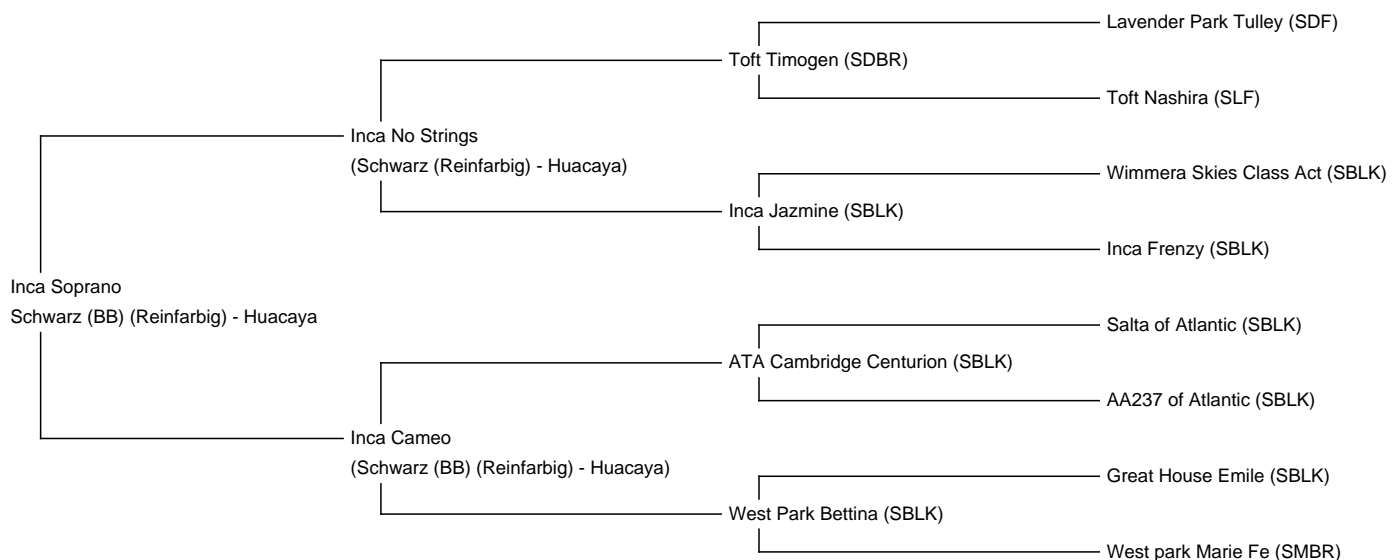 Lavender Park Tulley (SDF)
Toft Timogen (SDBR)
Toft Nashira (SLF)
Inca No Strings
(Schwarz (Reinfarbig) - Huacaya)
Wimmera Skies Class Act (SBLK)
Inca Jazmine (SBLK)
Inca Frenzy (SBLK)
Inca Soprano
Schwarz (BB) (Reinfarbig) - Huacaya
Salta of Atlantic (SBLK)
ATA Cambridge Centurion (SBLK)
AA237 of Atlantic (SBLK)
Inca Cameo
(Schwarz (BB) (Reinfarbig) - Huacaya)
Great House Emile (SBLK)
West Park Bettina (SBLK)
West park Marie Fe (SMBR)